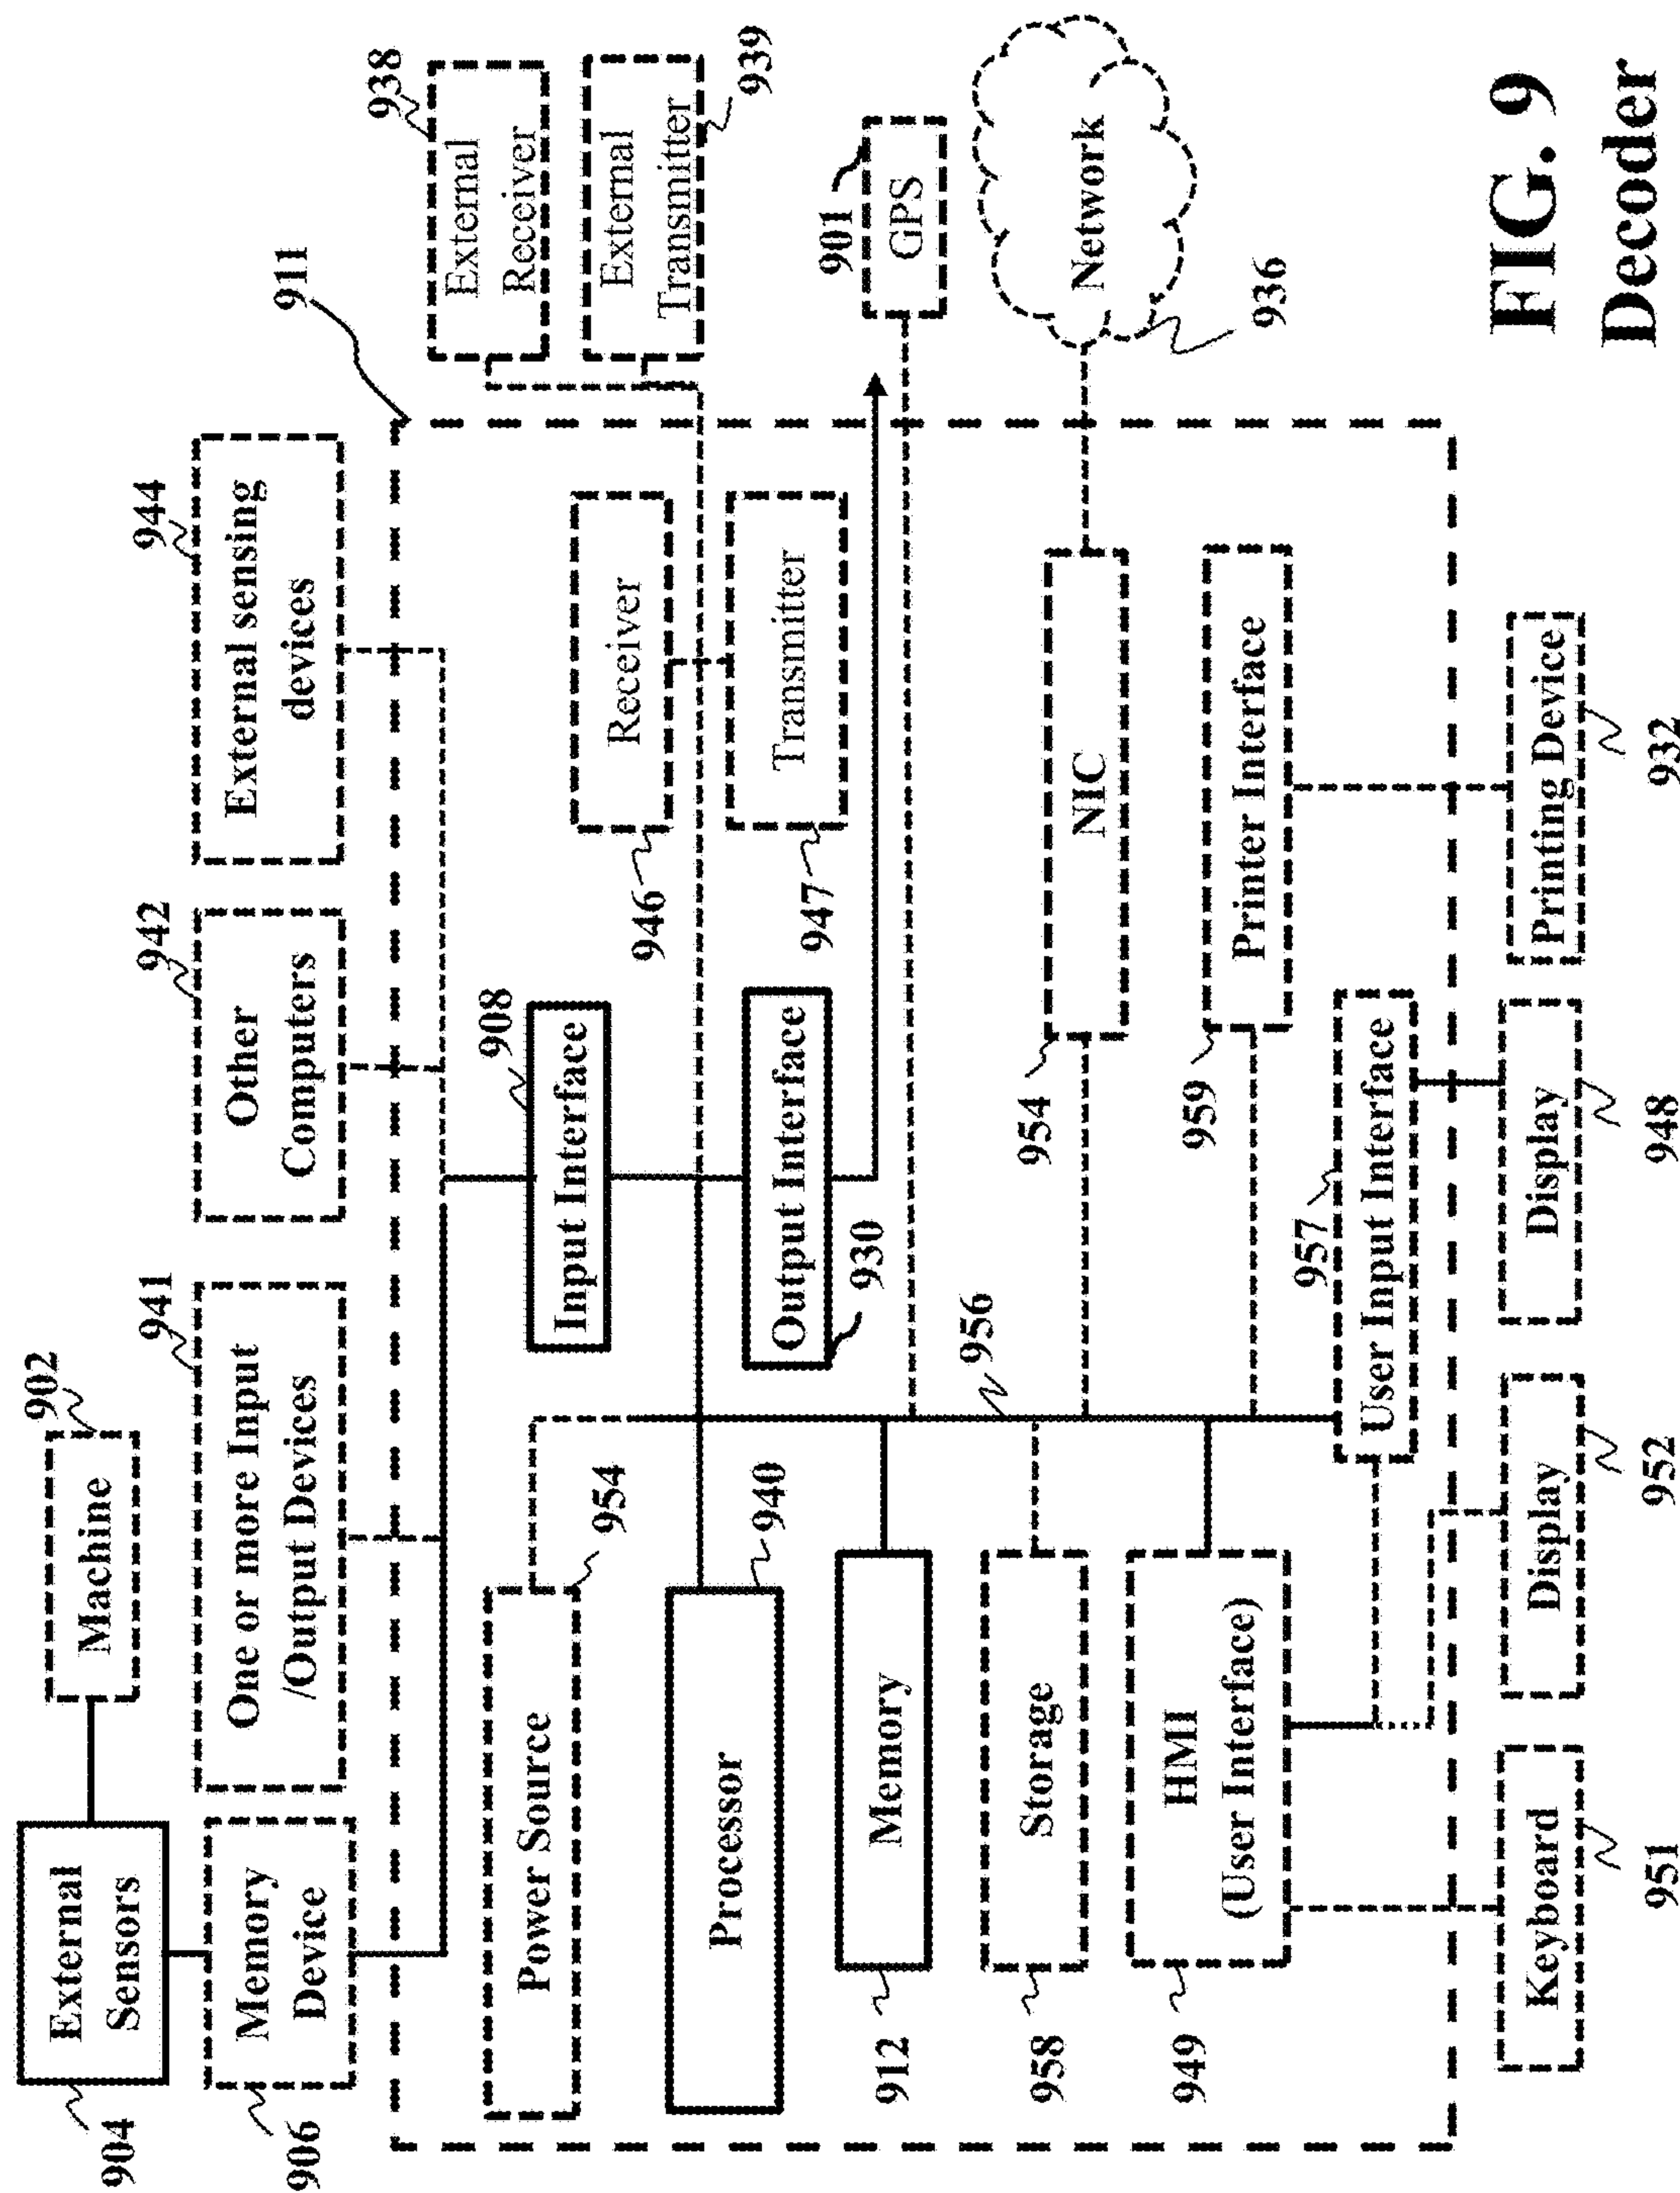 902
Machine
904
External
Sensors
906
Memory
Device
941
One or more Input
/Output Devices
942
Other
Computers
944
External sensing
devices
911
938
External
Receiver
External
Transmitter
939
908
Input Interface
946
Receiver
947
Transmitter
Output Interface
930
901
GPS
Power Source
954
Processor
940
Memory
912
956
Storage
958
HMI
(User Interface)
949
954
NIC
Network
936
959
Printer Interface
957
User Input Interface
Keyboard
951
Display
952
Display
948
Printing Device
932
FIG. 9
Decoder